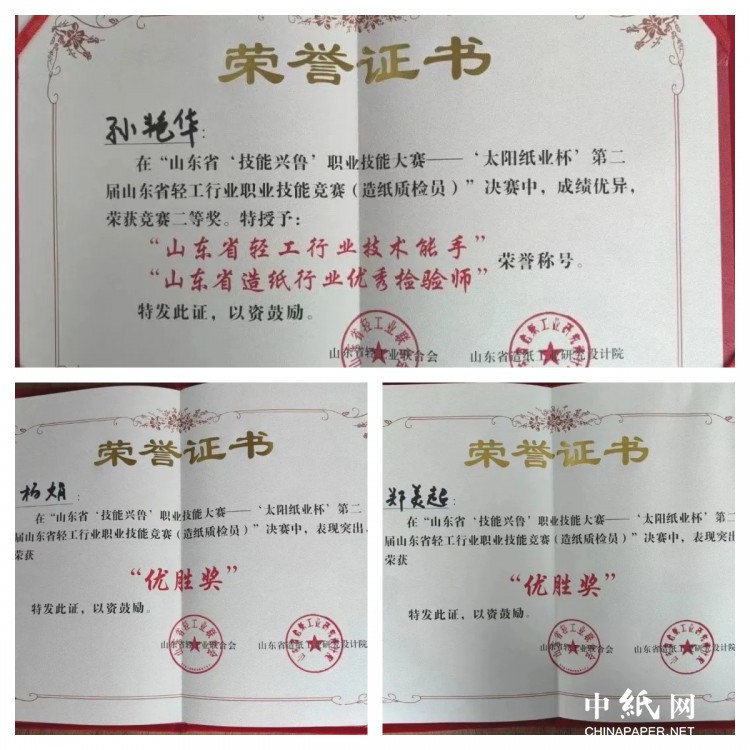 荣誉证书
孙艳华：
在“山东省‘技能兴鲁’职业技能大赛——‘太阳纸业杯’第二
届山东省轻工行业职业技能竞赛（造纸质检员）”决赛中，成绩优异，
荣获竞赛二等奖。特授予：
“山东省轻工行业技术能手”
“山东省造纸行业优秀检验师”荣誉称号。
特发此证，以资鼓励。
山东省轻工业联合会 山东省造纸工业研究设计院
荣誉证书
杨娟：
在“山东省‘技能兴鲁’职业技能大赛——‘太阳纸业杯’第二
届山东省轻工行业职业技能竞赛（造纸质检员）”决赛中，表现突出，
荣获
“优胜奖”
特发此证，以资鼓励。
山东省轻工业联合会 山东省造纸工业研究设计院
荣誉证书
郑美起：
在“山东省‘技能兴鲁’职业技能大赛——‘太阳纸业杯’第二
届山东省轻工行业职业技能竞赛（造纸质检员）”决赛中，表现突出
荣获
“优胜奖”
特发此证，以资鼓励。
山东省轻工业联合会 山东省造纸工业研究设计院
中紙网
CHINAPAPER.NET